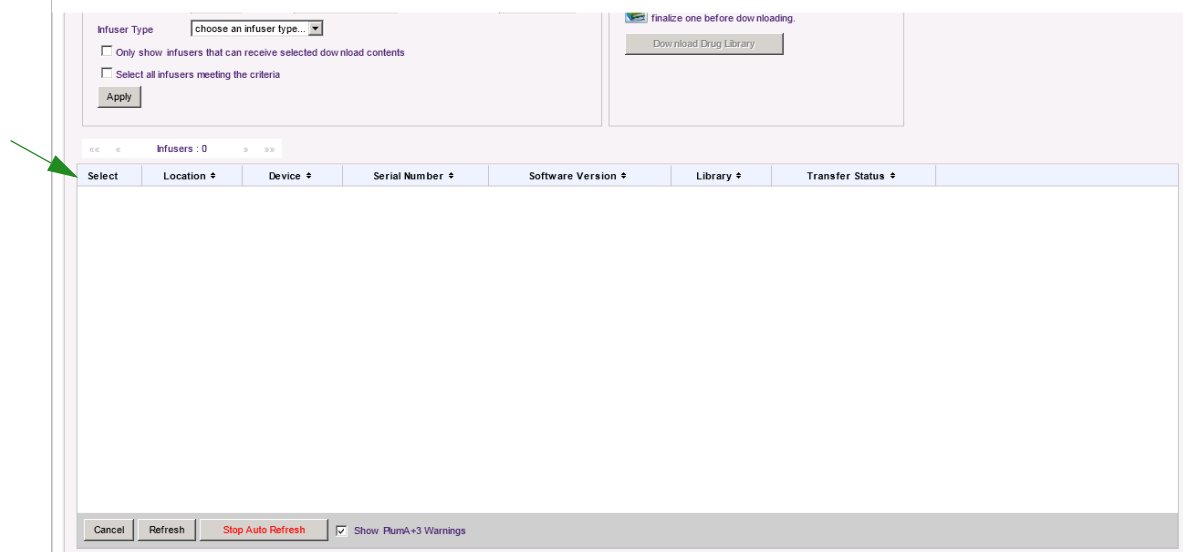 finalize one before downloading.
Infuser Type choose an infuser type...
Download Drug Library
Only show infusers that can receive selected download contents
Select all infusers meeting the criteria
Apply
«« « Infusers : 0 » »»
Select Location Device Serial Number Software Version Library Transfer Status
Cancel Refresh Stop Auto Refresh Show PlumA+3 Warnings